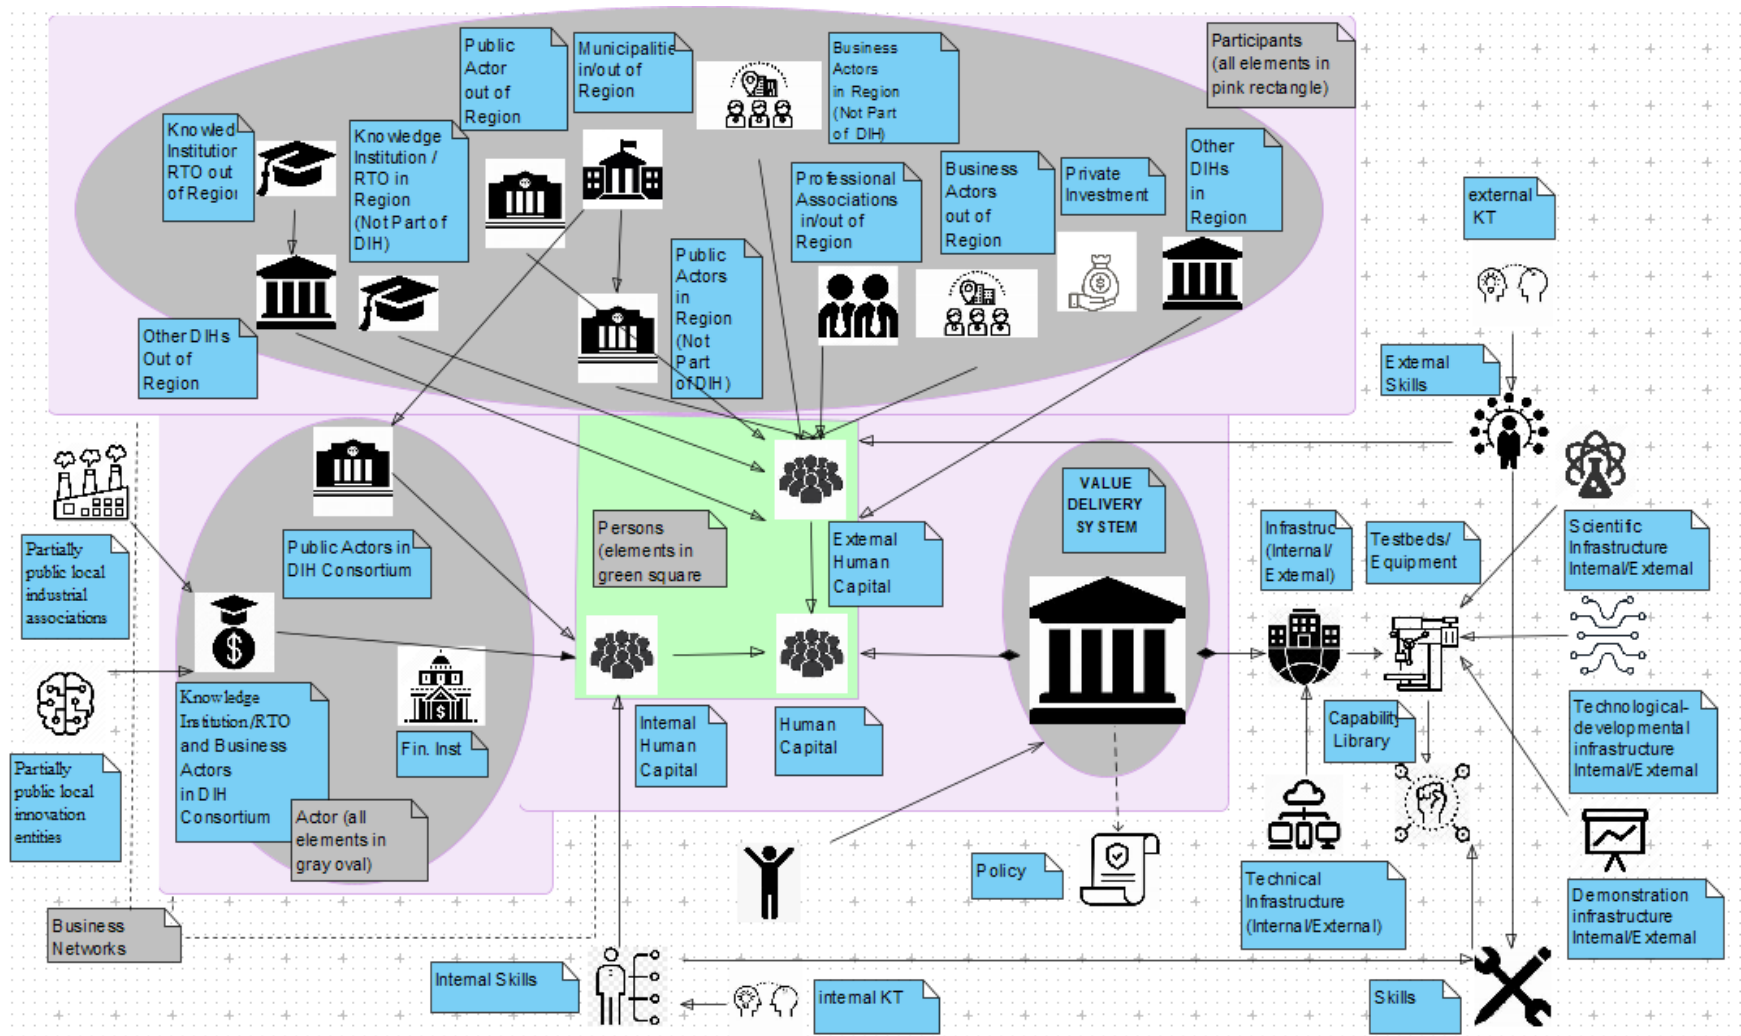 Public
Actor
out of
Region
Municipalitie
in/out of
Region
Business
Actors
in Region
(Not Part
of DIH)
Participants
(all elements in
pink rectangle)
Knowled
Institution
RTO out
of Region
Knowledge
Institution /
RTO in
Region
(Not Part of
DIH)
Professional
Associations
in/out of
Region
Business
Actors
out of
Region
Private
Investment
Other
DIHs
in
Region
external
KT
Public
Actors
in
Region
(Not
Part
of DIH)
Other DIHs
Out of
Region
External
Skills
VALUE
DELIVERY
SYSTEM
Persons
(elements in
green square
External
Human
Capital
Infrastruc
(Internal/
External)
Testbeds/
Equipment
Scientific
Infrastructure
Internal/External
Partially
public local
industrial
associations
Public Actors in
DIH Consortium
Knowledge
Institution/RTO
and Business
Actors
in DIH
Consortium
Fin. Inst
Internal
Human
Capital
Human
Capital
Capability
Library
Technological-
developmental
infrastructure
Internal/External
Partially
public local
innovation
entities
Actor (all
elements in
gray oval)
Policy
Technical
Infrastructure
(Internal/External)
Demonstration
infrastructure
Internal/External
Business
Networks
Internal Skills
internal KT
Skills